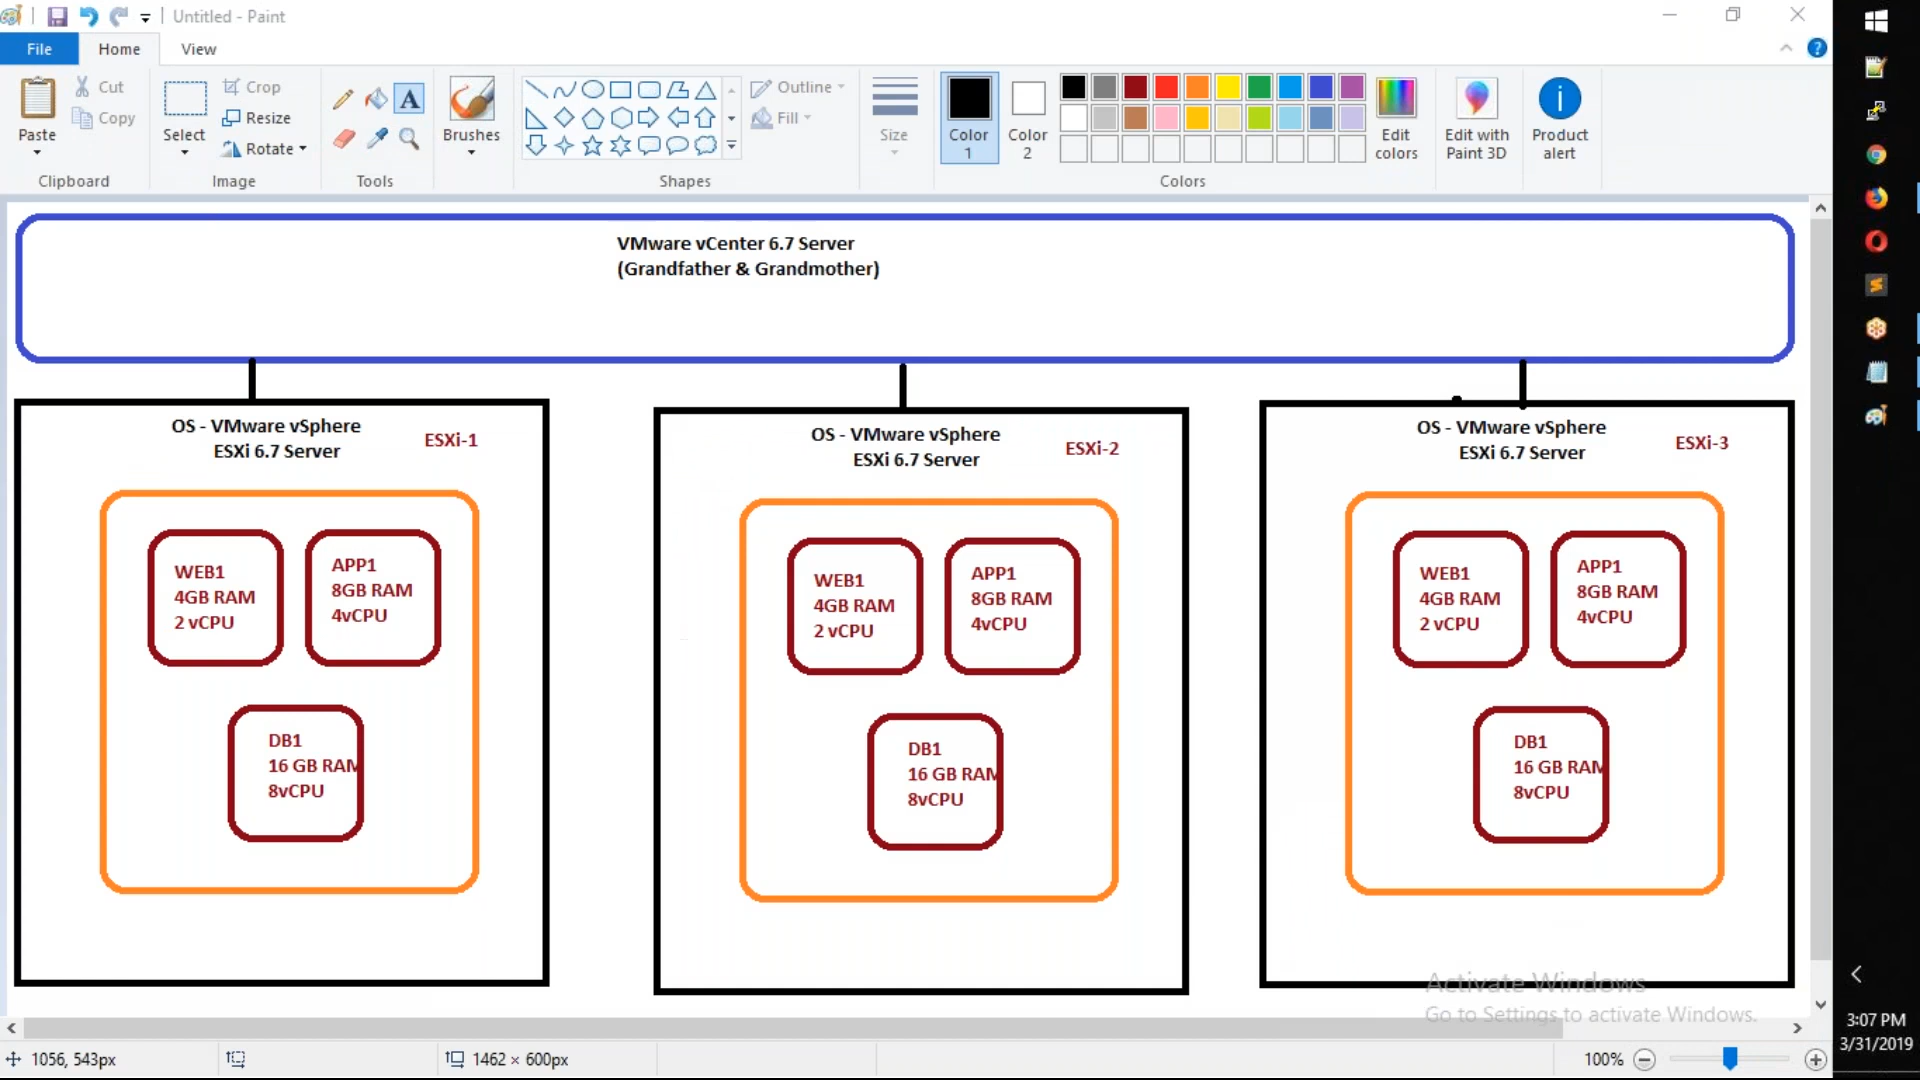 Untitled - Paint
File
Home
View
Paste
Cut
Copy
Clipboard
Select
Crop
Resize
Rotate
Image
A
Tools
Brushes
Shapes
Outline
Fill
Size
Color
1
Color
2
Edit
colors
Colors
Edit with
Paint 3D
Product
alert
VMware vCenter 6.7 Server
(Grandfather & Grandmother)
OS - VMware vSphere
ESXi 6.7 Server
ESXi-1
WEB1
4GB RAM
2 vCPU
APP1
8GB RAM
4vCPU
DB1
16 GB RAM
8vCPU
OS - VMware vSphere
ESXi 6.7 Server
ESXi-2
WEB1
4GB RAM
2 vCPU
APP1
8GB RAM
4vCPU
DB1
16 GB RAM
8vCPU
OS - VMware vSphere
ESXi 6.7 Server
ESXi-3
WEB1
4GB RAM
2 vCPU
APP1
8GB RAM
4vCPU
DB1
16 GB RAM
8vCPU
Activate Windows
Go to Settings to activate Windows.
1056, 543px
1462 × 600px
100%
3:07 PM
3/31/2019